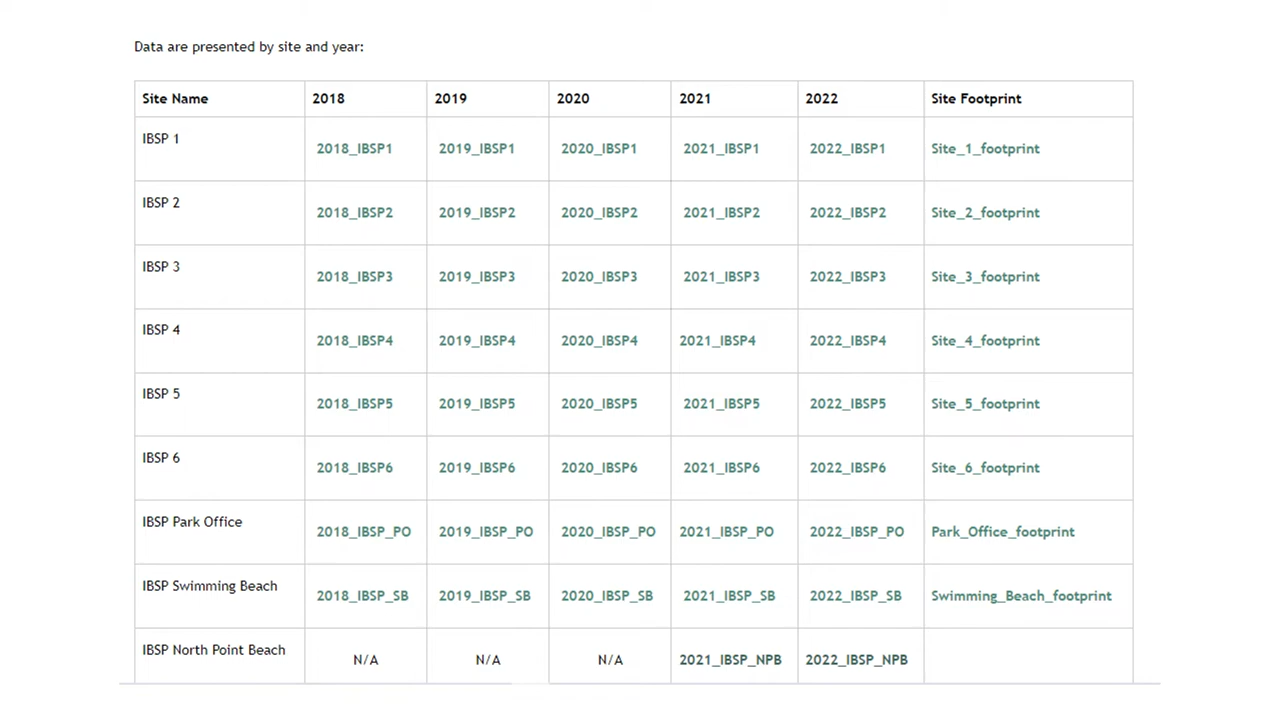 Data are presented by site and year:
Site Name 2018 2019 2020 2021 2022 Site Footprint
IBSP 1 2018_IBSP1 2019_IBSP1 2020_IBSP1 2021_IBSP1 2022_IBSP1 Site_1_footprint
IBSP 2 2018_IBSP2 2019_IBSP2 2020_IBSP2 2021_IBSP2 2022_IBSP2 Site_2_footprint
IBSP 3 2018_IBSP3 2019_IBSP3 2020_IBSP3 2021_IBSP3 2022_IBSP3 Site_3_footprint
IBSP 4 2018_IBSP4 2019_IBSP4 2020_IBSP4 2021_IBSP4 2022_IBSP4 Site_4_footprint
IBSP 5 2018_IBSP5 2019_IBSP5 2020_IBSP5 2021_IBSP5 2022_IBSP5 Site_5_footprint
IBSP 6 2018_IBSP6 2019_IBSP6 2020_IBSP6 2021_IBSP6 2022_IBSP6 Site_6_footprint
IBSP Park Office 2018_IBSP_PO 2019_IBSP_PO 2020_IBSP_PO 2021_IBSP_PO 2022_IBSP_PO Park_Office_footprint
IBSP Swimming Beach 2018_IBSP_SB 2019_IBSP_SB 2020_IBSP_SB 2021_IBSP_SB 2022_IBSP_SB Swimming_Beach_footprint
IBSP North Point Beach N/A N/A N/A 2021_IBSP_NPB 2022_IBSP_NPB